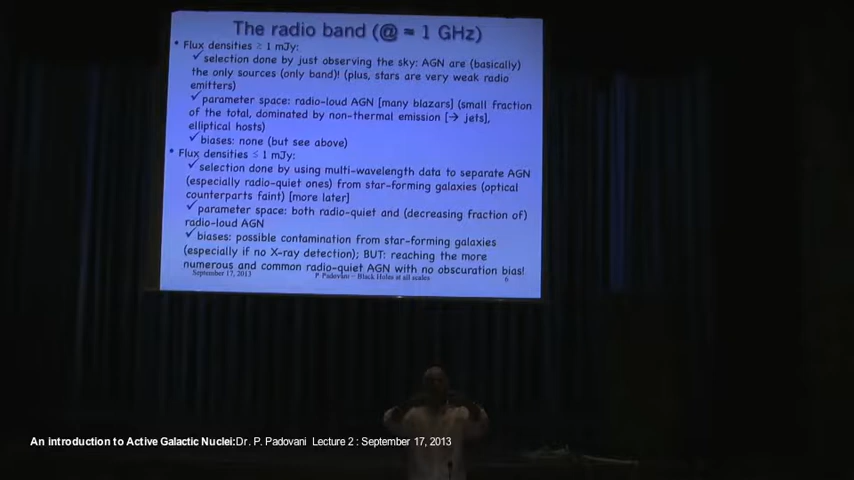 The radio band (@ ≈ 1 GHz)
• Flux densities ≥ 1 mJy:
✓selection done by just observing the sky: AGN are (basically)
the only sources (only band)! (plus, stars are very weak radio
emitters)
✓parameter space: radio-loud AGN [many blazars] (small fraction
of the total, dominated by non-thermal emission [→ jets],
elliptical hosts)
✓biases: none (but see above)
• Flux densities ≤ 1 mJy:
✓selection done by using multi-wavelength data to separate AGN
(especially radio-quiet ones) from star-forming galaxies (optical
counterparts faint) [more later]
✓parameter space: both radio-quiet and (decreasing fraction of)
radio-loud AGN
✓biases: possible contamination from star-forming galaxies
(especially if no X-ray detection); BUT: reaching the more
numerous and common radio-quiet AGN with no obscuration bias!
September 17, 2013 P. Padovani – Black Holes at all scales 6
An introduction to Active Galactic Nuclei:Dr. P. Padovani Lecture 2 : September 17, 2013